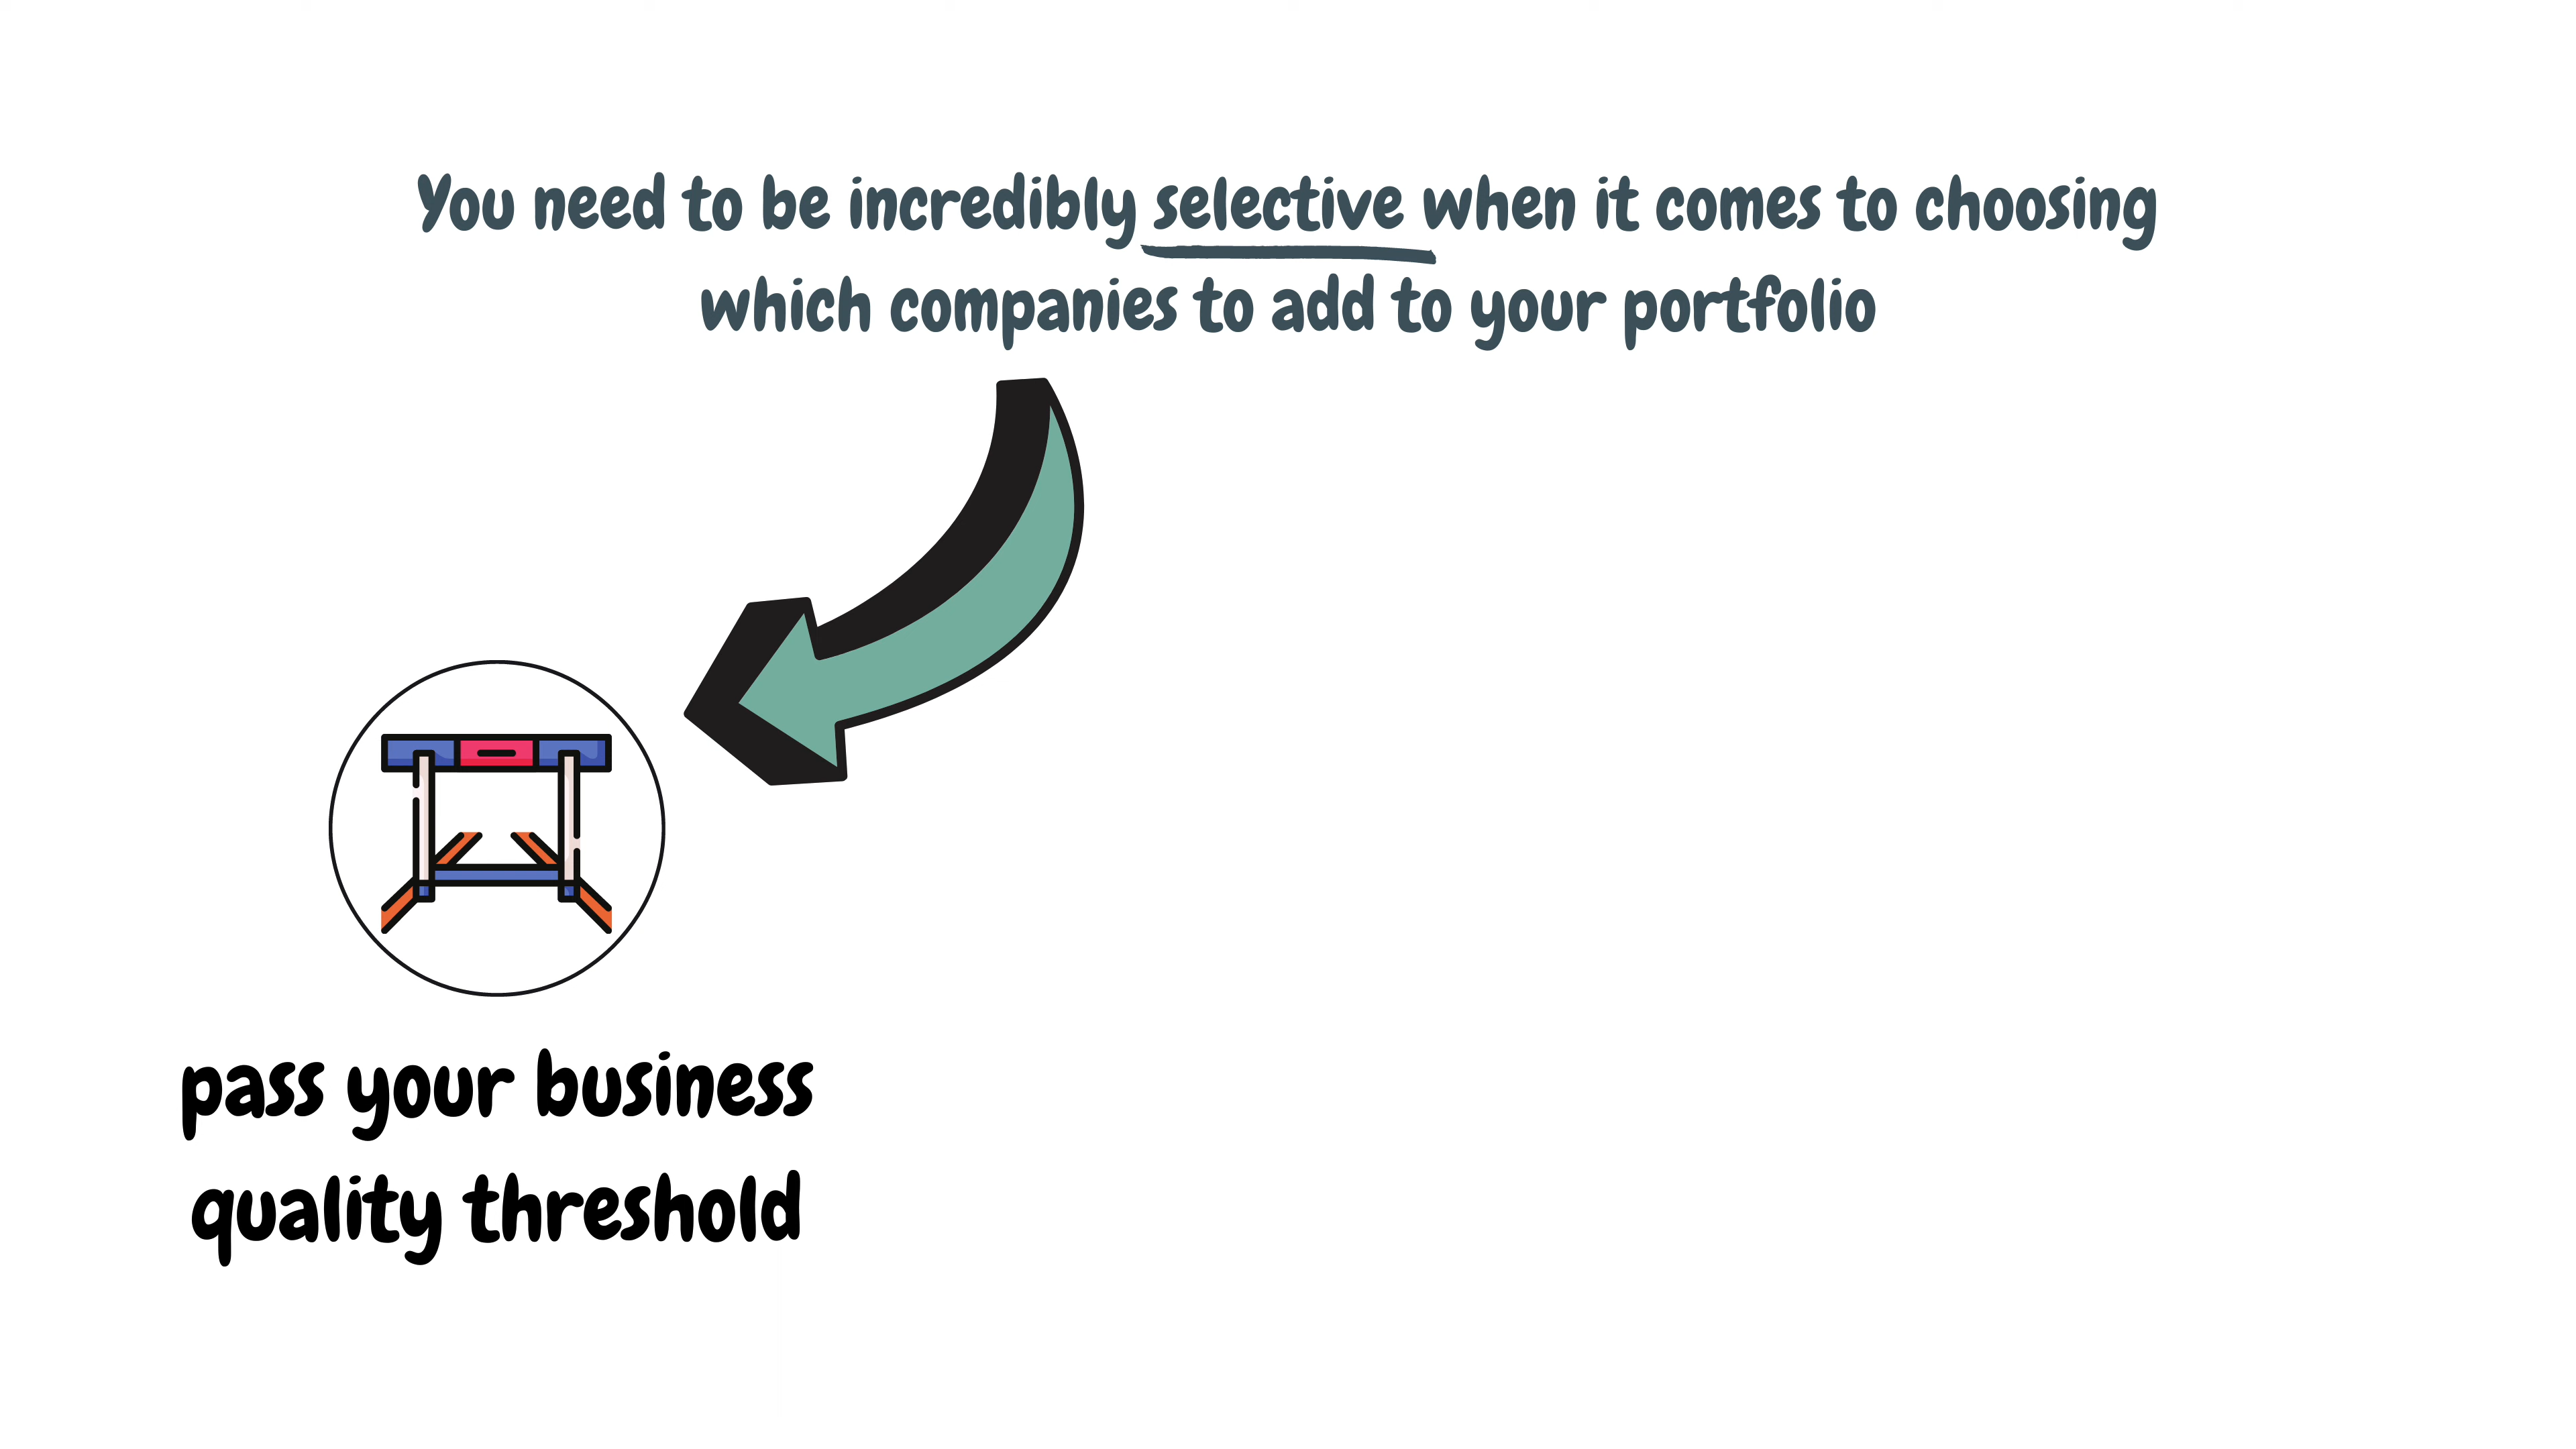 You need to be incredibly selective when it comes to choosing
which companies to add to your portfolio
pass your business
quality threshold